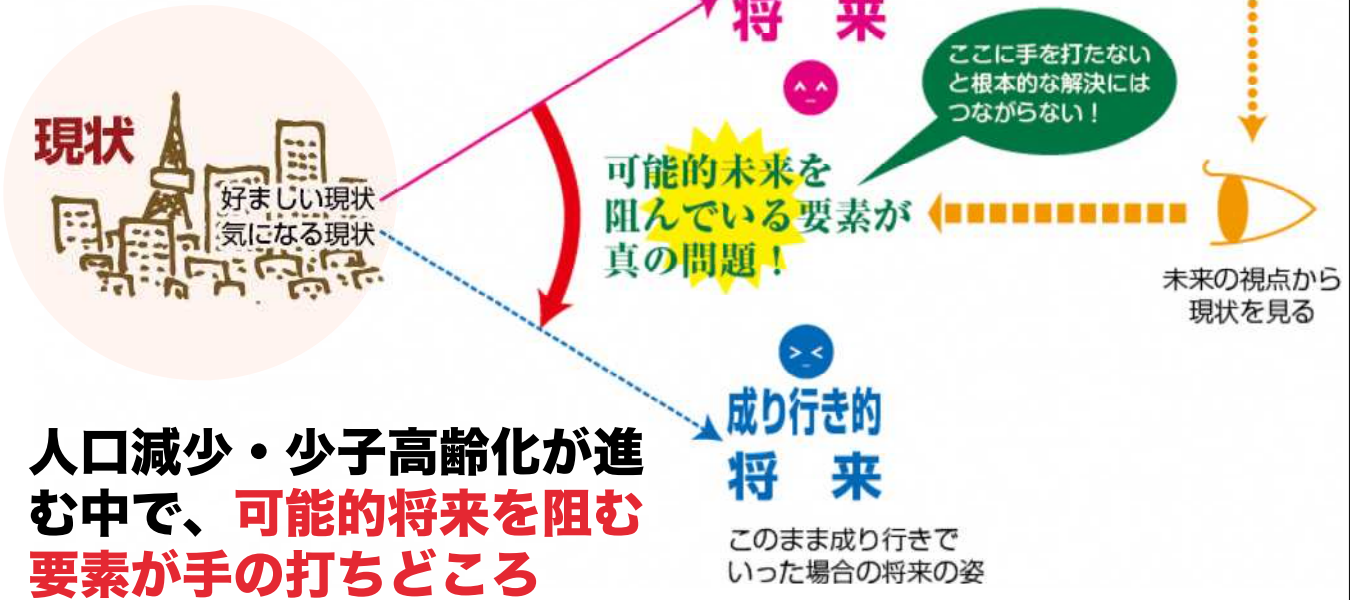 将　来
ここに手を打たない
と根本的な解決には
つながらない！
現状
好ましい現状
気になる現状
可能的未来を
阻んでいる要素が
真の問題！
未来の視点から
現状を見る
成り行き的
将　来
このまま成り行きで
いった場合の将来の姿
人口減少・少子高齢化が進
む中で、可能的将来を阻む
要素が手の打ちどころ